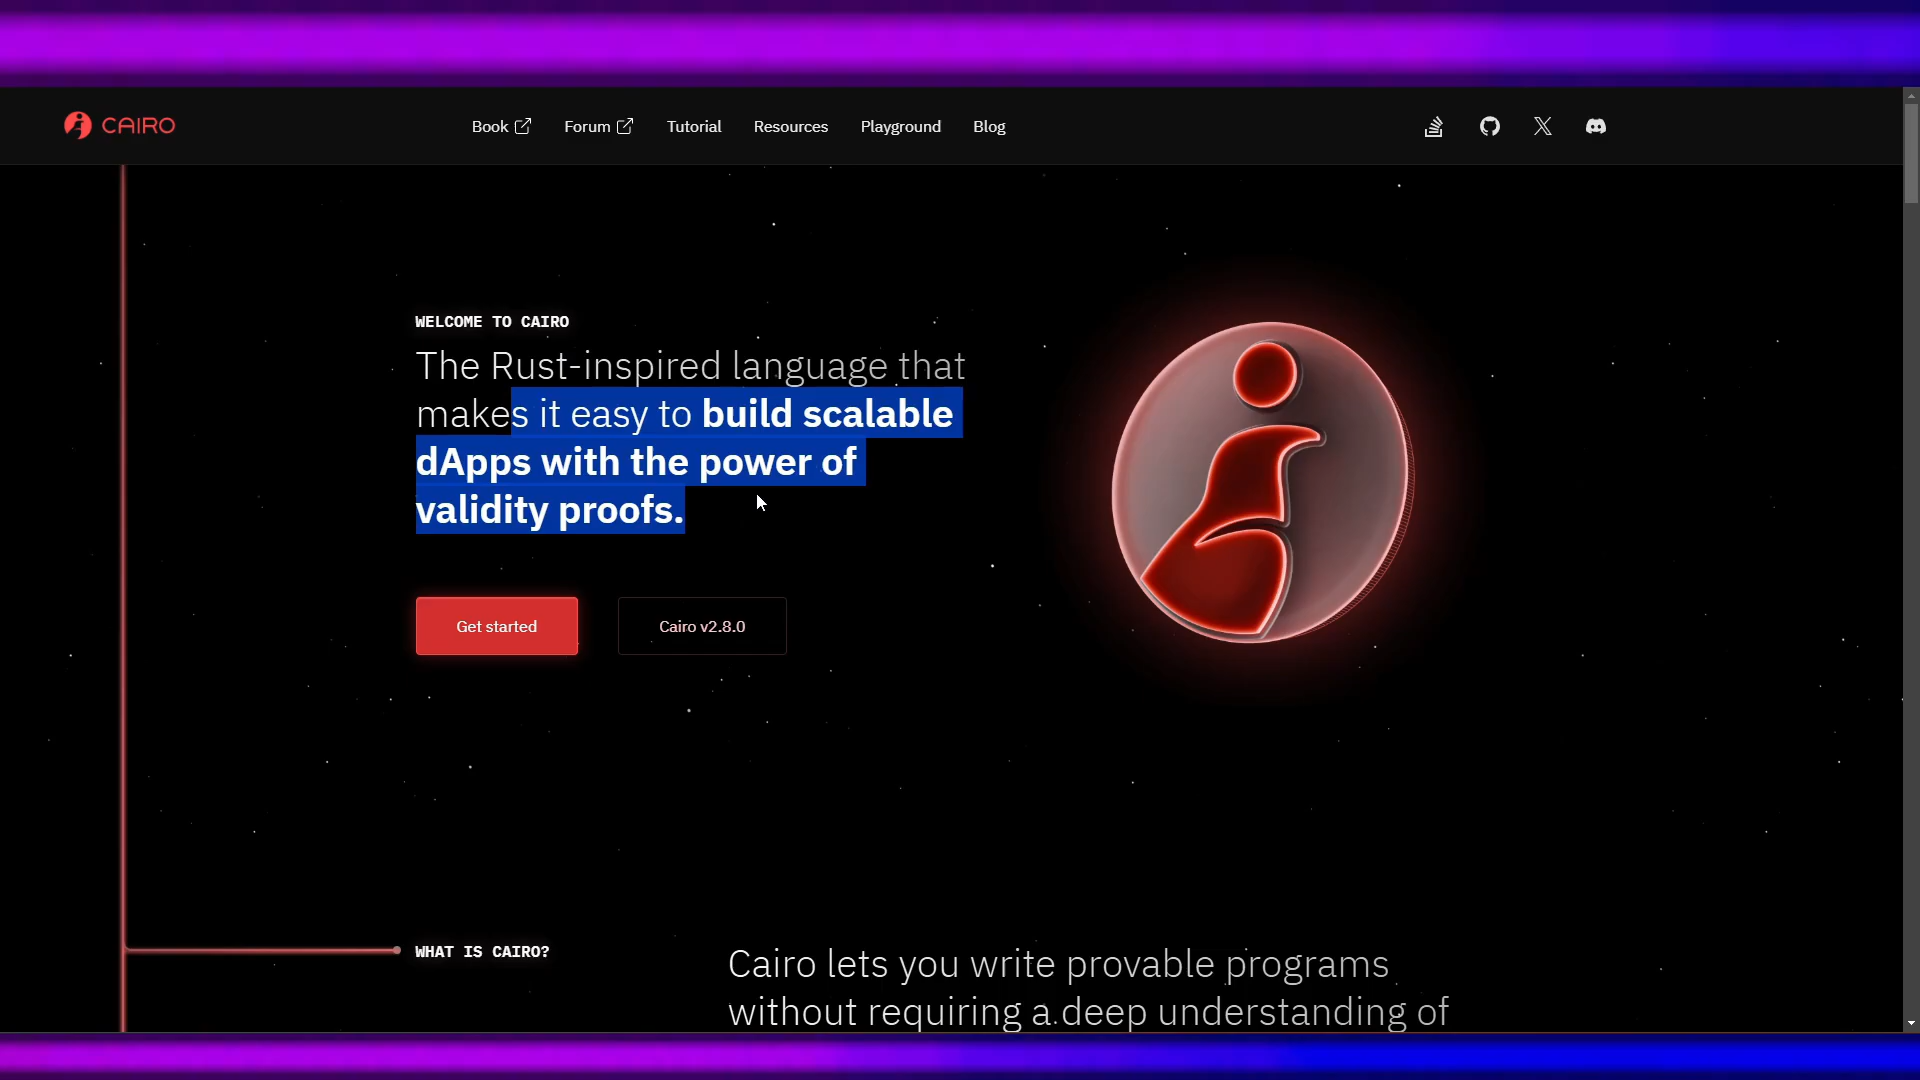 CAIRO
Book Forum Tutorial Resources Playground Blog
WELCOME TO CAIRO
The Rust-inspired language that
makes it easy to build scalable
dApps with the power of
validity proofs.
Get started Cairo v2.8.0
WHAT IS CAIRO?
Cairo lets you write provable programs
without requiring a deep understanding of